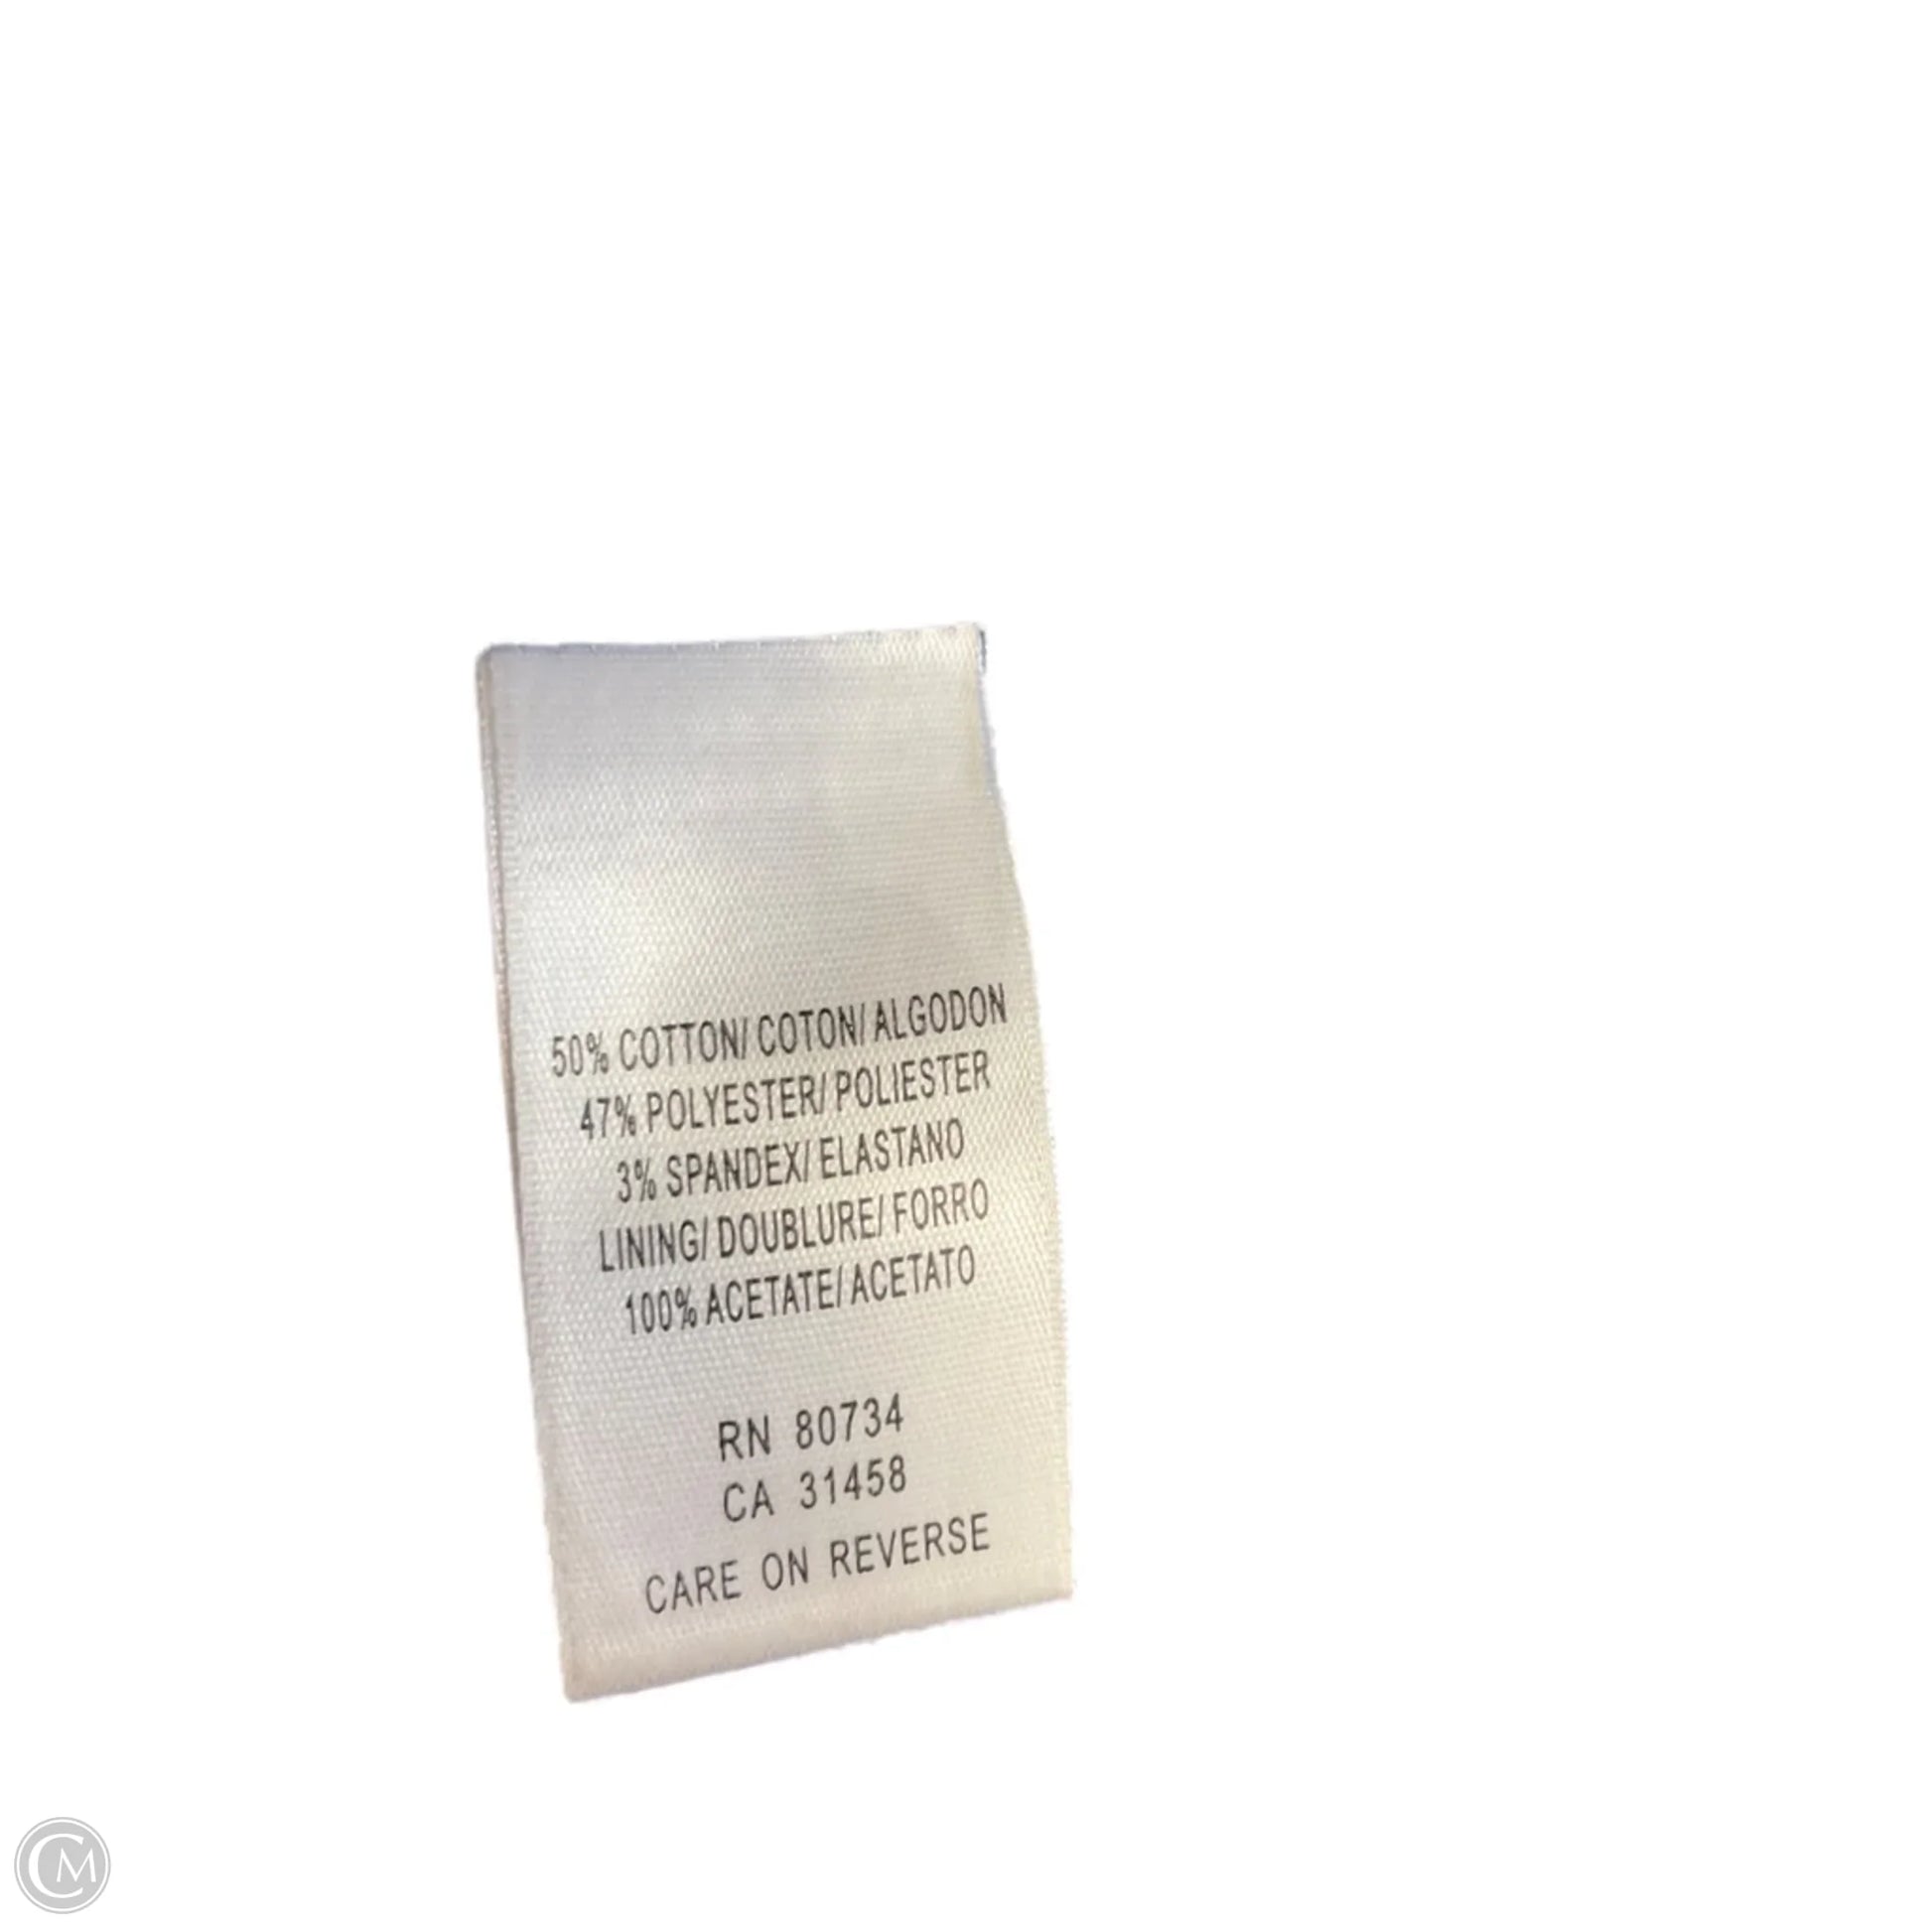 50% COTTON/ COTON/ ALGODON
47% POLYESTER/ POLIESTER
3% SPANDEX/ ELASTANO
LINING/ DOUBLURE/ FORRO
100% ACETATE/ ACETATO
RN 80734
CA 31458
CARE ON REVERSE
CM